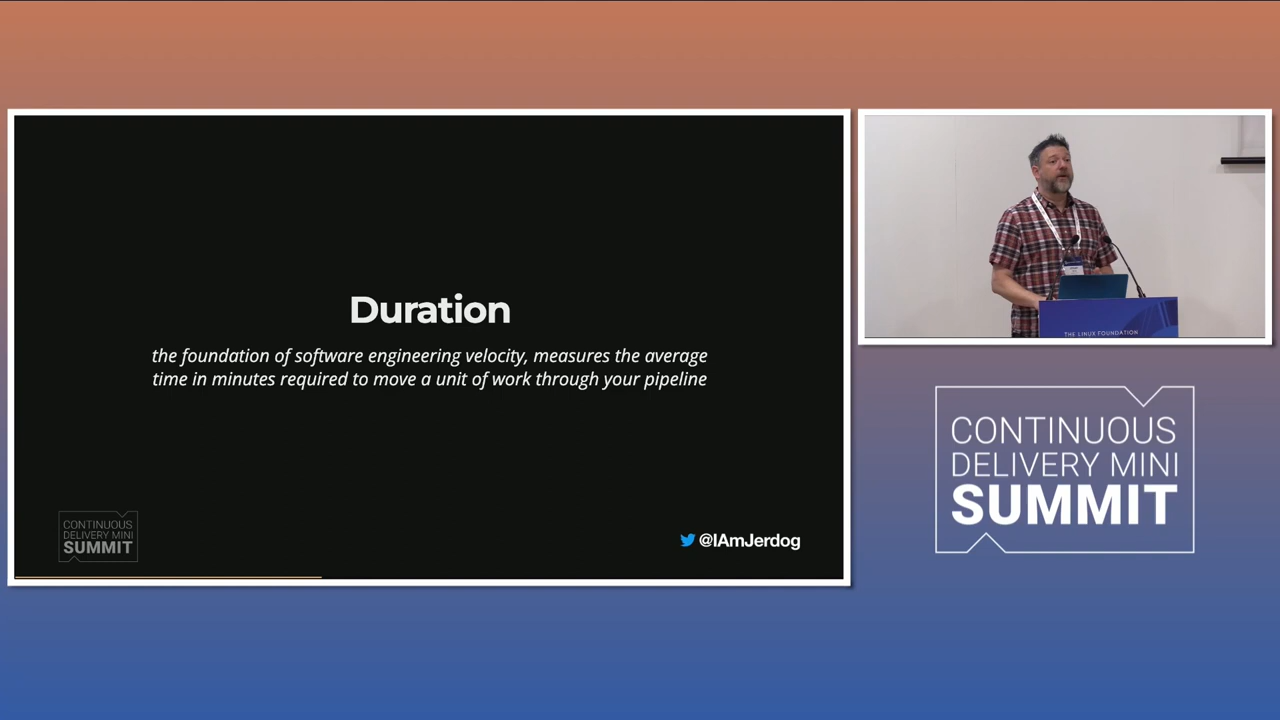 Duration
the foundation of software engineering velocity, measures the average
time in minutes required to move a unit of work through your pipeline
CONTINUOUS
DELIVERY MINI
SUMMIT
@IAmJerdog
THE LINUX FOUNDATION
CONTINUOUS
DELIVERY MINI
SUMMIT